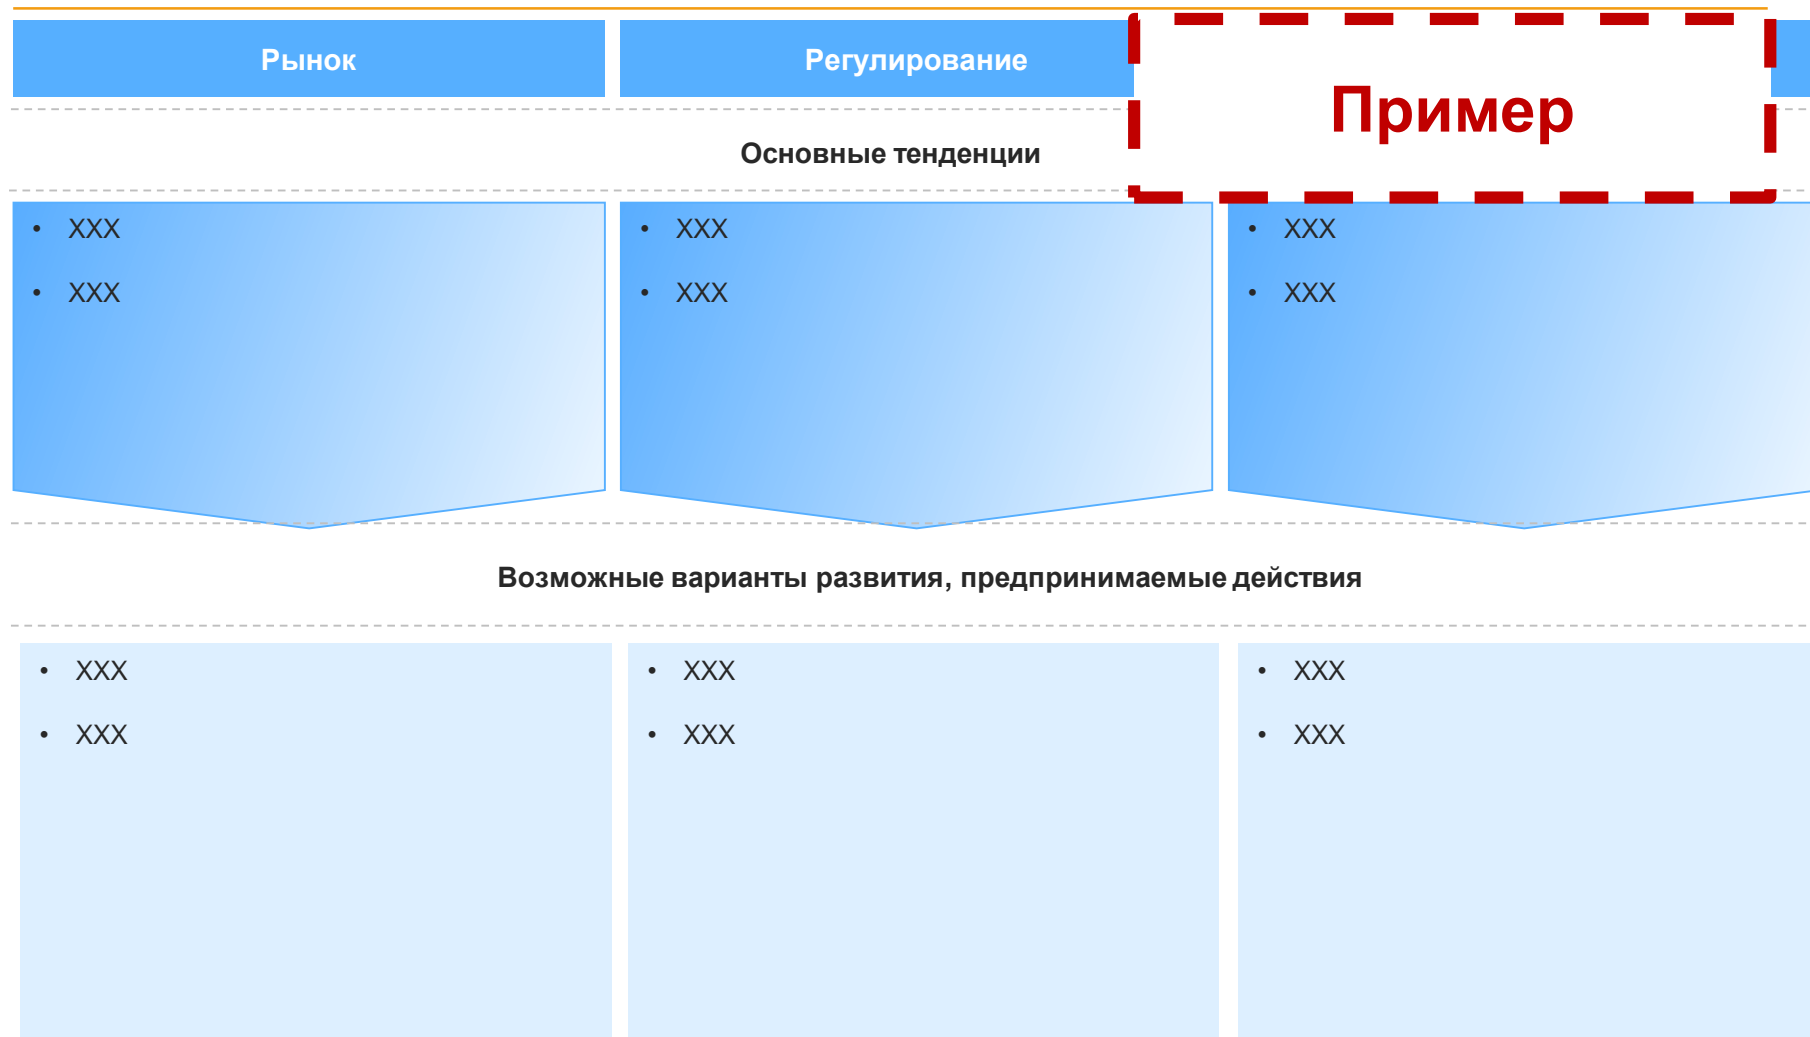 Рынок
Регулирование
Пример
Основные тенденции
• XXX
• XXX
• XXX
• XXX
• XXX
• XXX
Возможные варианты развития, предпринимаемые действия
• XXX
• XXX
• XXX
• XXX
• XXX
• XXX